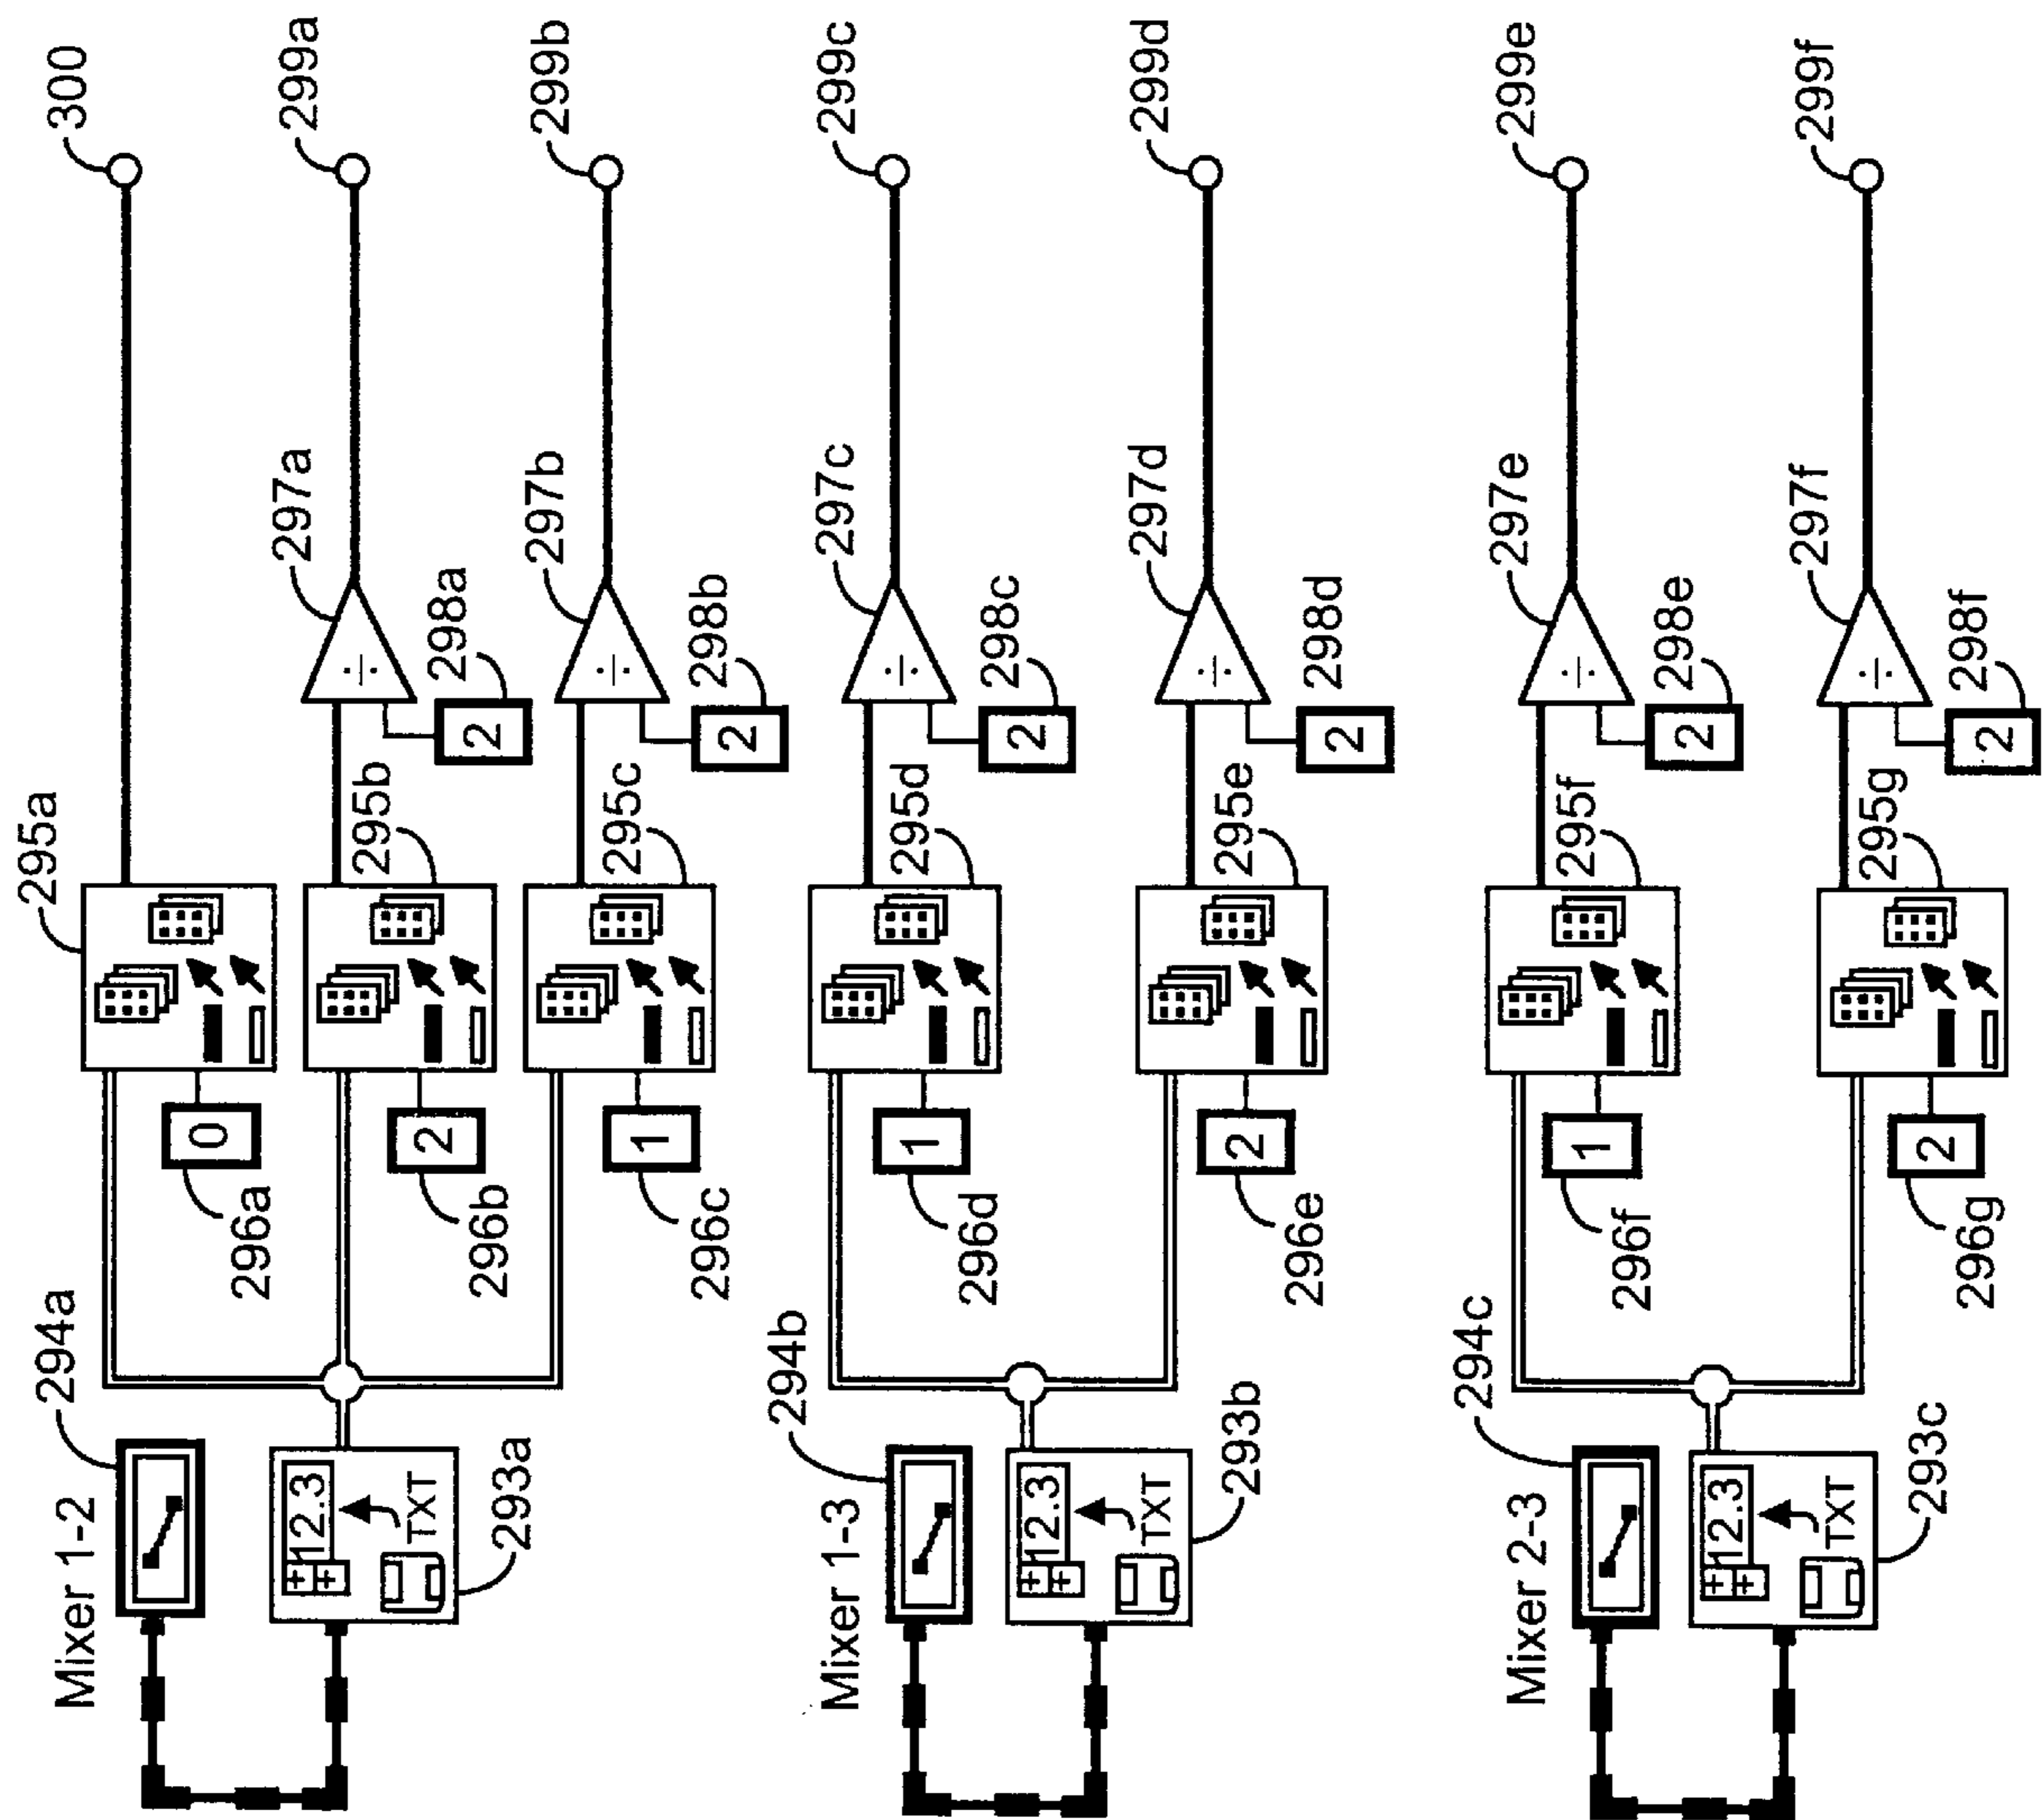 Mixer 1-2
294a
295a
300
0
296a
12.3
TXT
293a
295b
2
296b
297a
299a
2
298a
295c
1
296c
297b
299b
2
298b
Mixer 1-3
294b
12.3
TXT
293b
295d
1
296d
297c
299c
2
298c
295e
2
296e
297d
299d
2
298d
Mixer 2-3
294c
12.3
TXT
293c
295f
1
296f
297e
299e
2
298e
295g
2
296g
297f
299f
2
298f